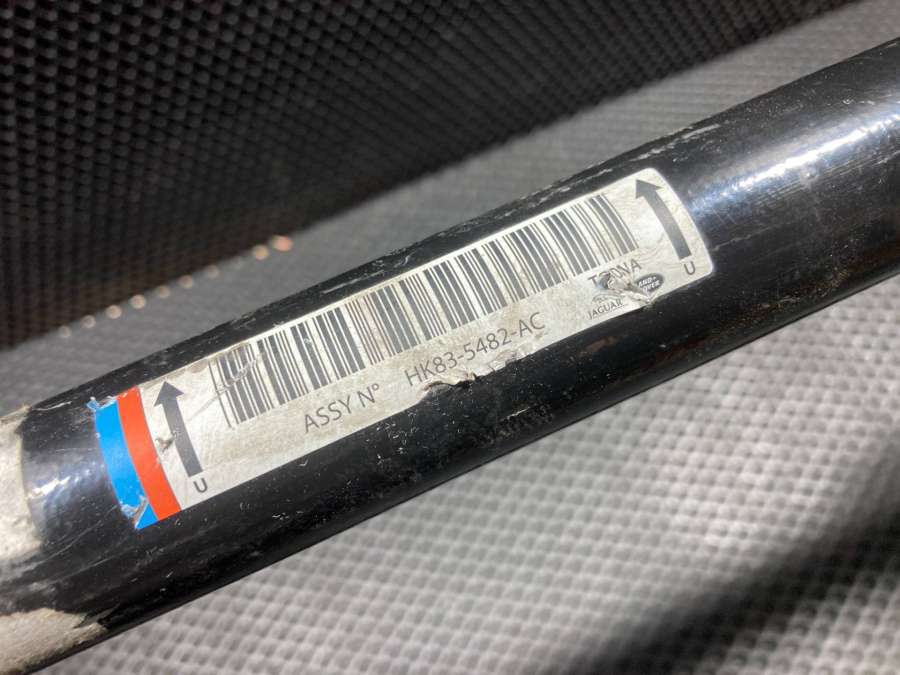 U
ASSY N° HK83-5482-AC
JAGUAR
U